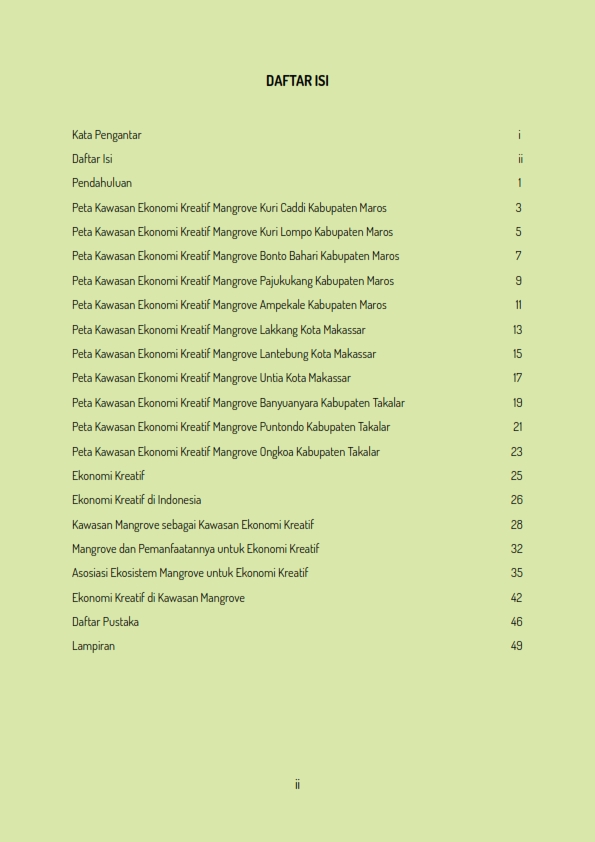 DAFTAR ISI
Kata Pengantar i
Daftar Isi ii
Pendahuluan 1
Peta Kawasan Ekonomi Kreatif Mangrove Kuri Caddi Kabupaten Maros 3
Peta Kawasan Ekonomi Kreatif Mangrove Kuri Lompo Kabupaten Maros 5
Peta Kawasan Ekonomi Kreatif Mangrove Bonto Bahari Kabupaten Maros 7
Peta Kawasan Ekonomi Kreatif Mangrove Pajukukang Kabupaten Maros 9
Peta Kawasan Ekonomi Kreatif Mangrove Ampekale Kabupaten Maros 11
Peta Kawasan Ekonomi Kreatif Mangrove Lakkang Kota Makassar 13
Peta Kawasan Ekonomi Kreatif Mangrove Lantebung Kota Makassar 15
Peta Kawasan Ekonomi Kreatif Mangrove Untia Kota Makassar 17
Peta Kawasan Ekonomi Kreatif Mangrove Banyuanyara Kabupaten Takalar 19
Peta Kawasan Ekonomi Kreatif Mangrove Puntondo Kabupaten Takalar 21
Peta Kawasan Ekonomi Kreatif Mangrove Ongkoa Kabupaten Takalar 23
Ekonomi Kreatif 25
Ekonomi Kreatif di Indonesia 26
Kawasan Mangrove sebagai Kawasan Ekonomi Kreatif 28
Mangrove dan Pemanfaatannya untuk Ekonomi Kreatif 32
Asosiasi Ekosistem Mangrove untuk Ekonomi Kreatif 35
Ekonomi Kreatif di Kawasan Mangrove 42
Daftar Pustaka 46
Lampiran 49
ii